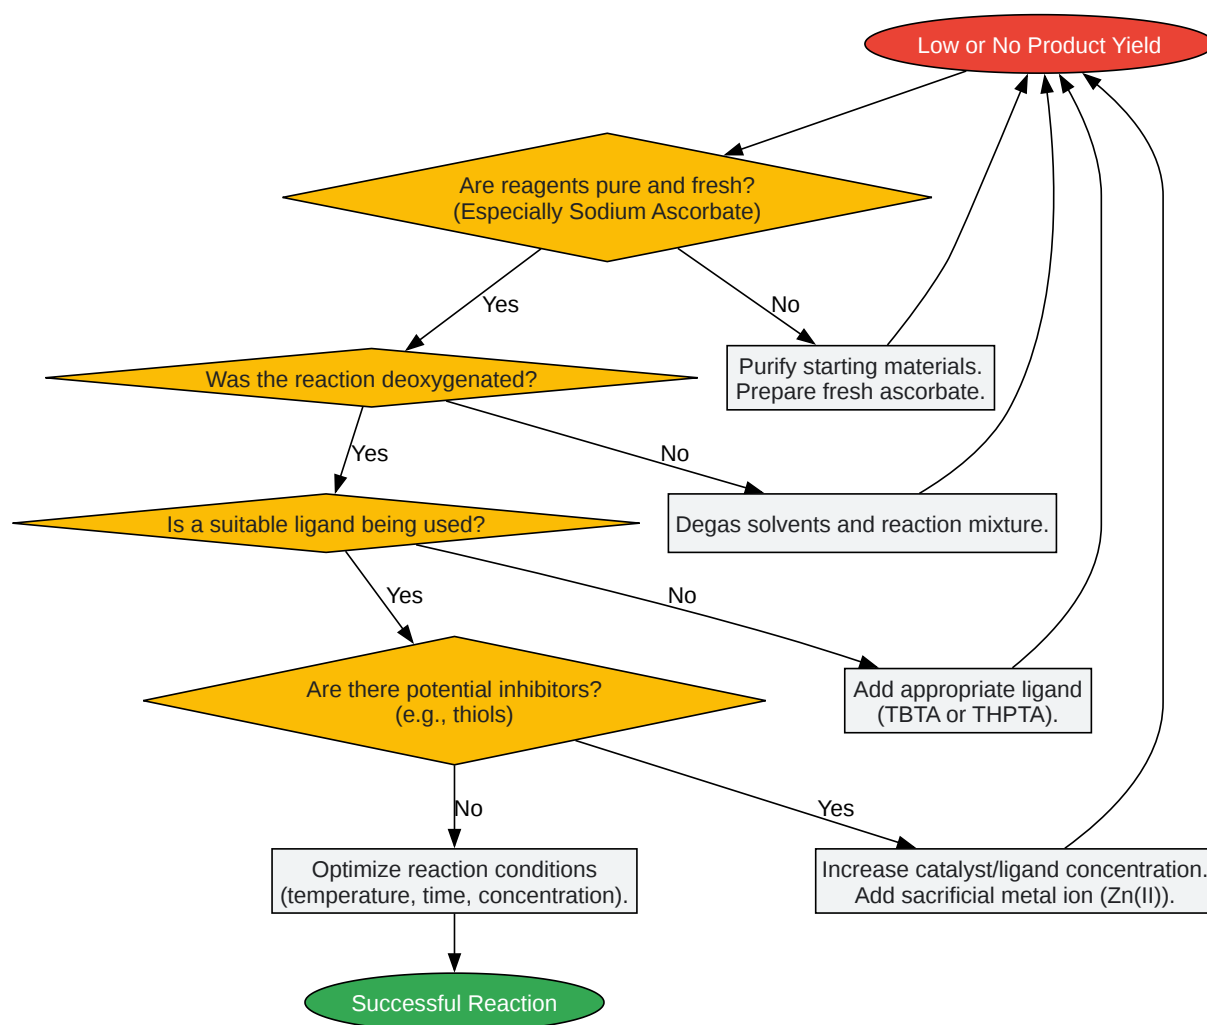 Low or No Product Yield
Are reagents pure and fresh?
(Especially Sodium Ascorbate)
Yes
No
Purify starting materials.
Prepare fresh ascorbate.
Was the reaction deoxygenated?
Yes
No
Degas solvents and reaction mixture.
Is a suitable ligand being used?
Yes
No
Add appropriate ligand
(TBTA or THPTA).
Are there potential inhibitors?
(e.g., thiols)
No
Yes
Optimize reaction conditions
(temperature, time, concentration).
Increase catalyst/ligand concentration.
Add sacrificial metal ion (Zn(II)).
Successful Reaction